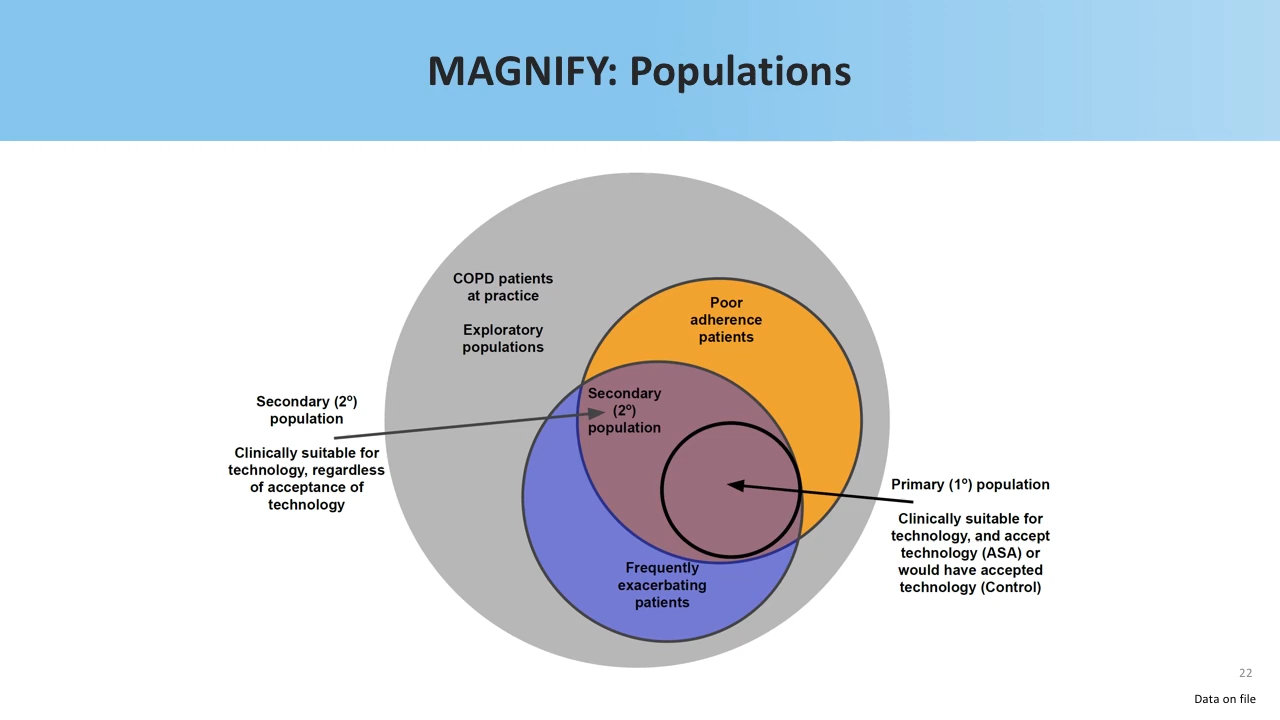 MAGNIFY: Populations
COPD patients
at practice
Exploratory
populations
Poor
adherence
patients
Secondary
(2º)
population
Secondary (2º)
population
Clinically suitable for
technology, regardless
of acceptance of
technology
Primary (1º) population
Clinically suitable for
technology, and accept
technology (ASA) or
would have accepted
technology (Control)
Frequently
exacerbating
patients
22
Data on file